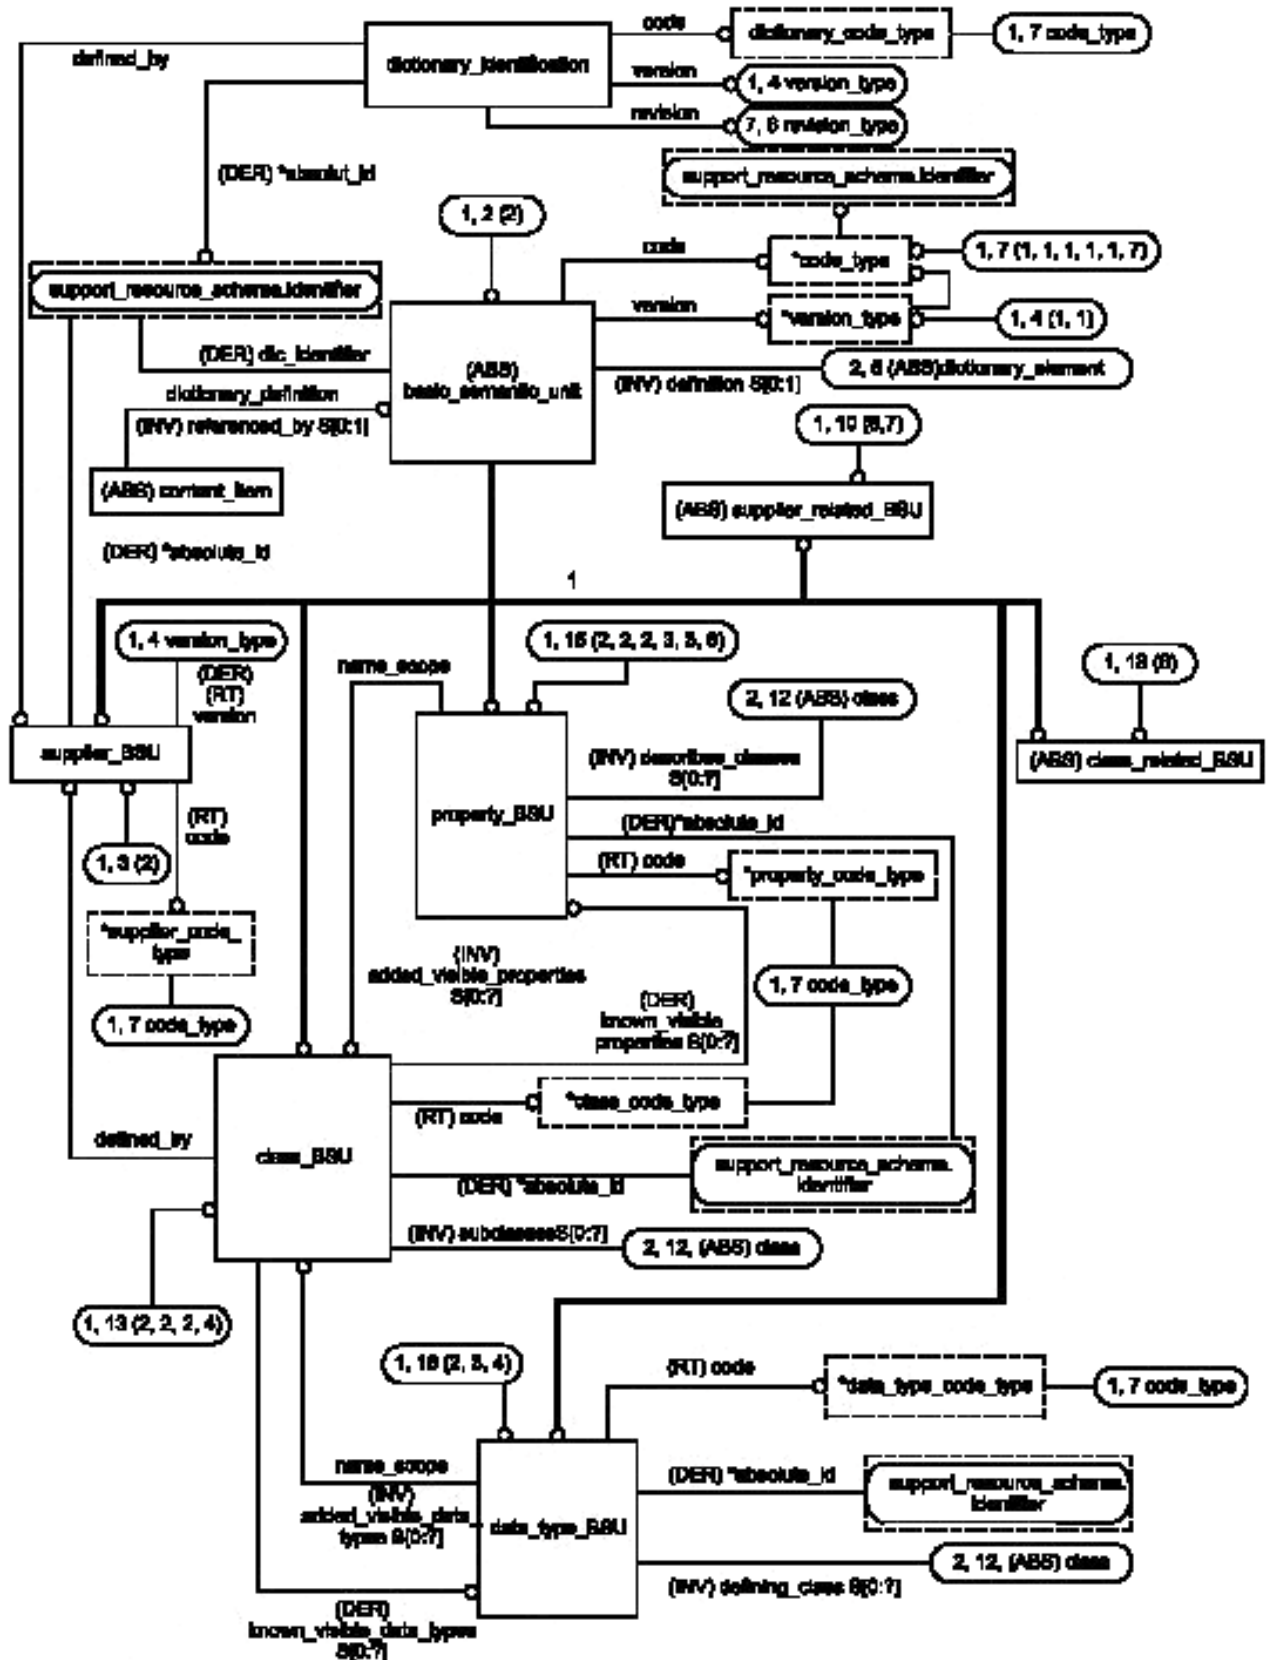 code
dictionary_code_type
1, 7 code_type
defined_by
dictionary_identification
version
1, 4 version_type
revision
7, 6 revision_type
(DER) *absolut_id
support_resource_schema.identifier
1, 2 (2)
code
*code_type
1, 7 (1, 1, 1, 1, 1, 7)
support_resource_schema.identifier
version
*version_type
1, 4 (1, 1)
(DER) dic_identifier
(ABS)
basic_semantic_unit
(INV) definition S[0:1]
2, 6 (ABS)dictionary_element
dictionary_definition
(INV) referenced_by S[0:1]
1, 10 (6,7)
(ABS) content_item
(ABS) supplier_related_BSU
(DER) *absolute_id
1
1, 4 version_type
(DER)
(RT)
version
name_scope
1, 15 (2, 2, 2, 3, 5, 6)
1, 18 (6)
2, 12 (ABS) class
supplier_BSU
(INV) describes_classes
S[0:?]
(ABS) class_related_BSU
property_BSU
(RT)
code
(DER)*absolute_id
1, 3 (2)
(RT) code
*property_code_type
*supplier_code_
type
(INV)
added_visible_properties
S[0:?]
1, 7 code_type
1, 7 code_type
(DER)
known_visible
properties S[0:?]
(RT) code
*class_code_type
defined_by
class_BSU
support_resource_schema.
identifier
(DER) *absolute_id
(INV) subclassesS[0:?]
2, 12, (ABS) class
1, 13 (2, 2, 2, 4)
1, 16 (2, 3, 4)
(RT) code
*data_type_code_type
1, 7 code_type
name_scope
(INV)
added_visible_data_
types S[0:?]
data_type_BSU
(DER) *absolute_id
support_resource_schema.
identifier
2, 12, (ABS) class
(INV) defining_class S[0:?]
(DER)
known_visible_data_types
S[0:?]